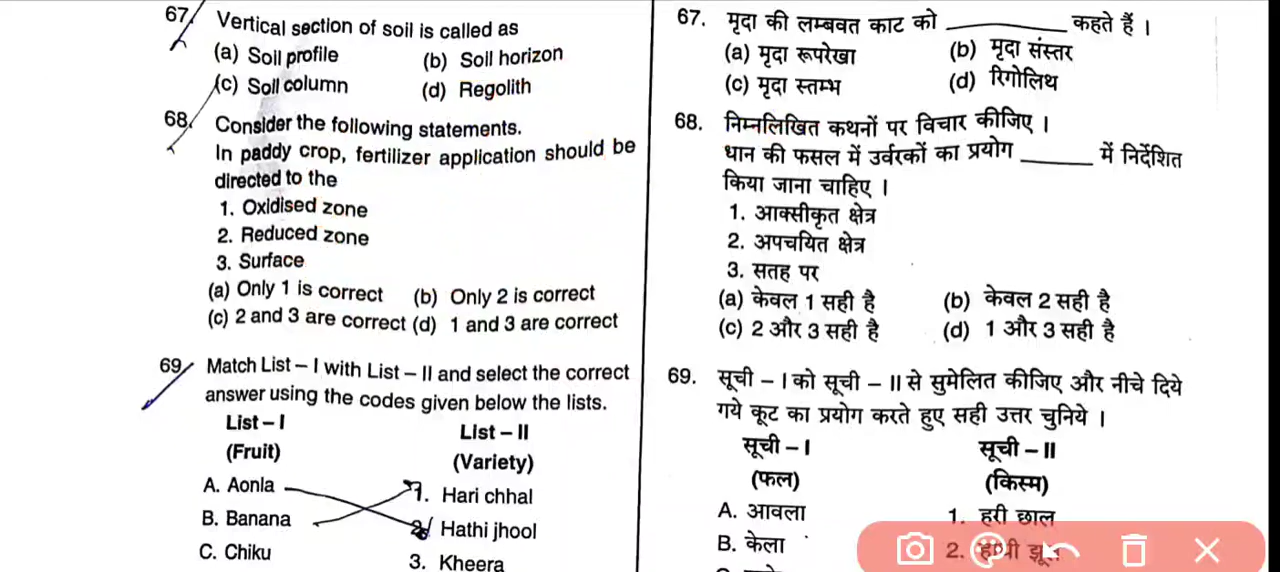 67. Vertical section of soil is called as
(a) Soil profile (b) Soil horizon
(c) Soil column (d) Regolith
68. Consider the following statements.
In paddy crop, fertilizer application should be
directed to the
1. Oxidised zone
2. Reduced zone
3. Surface
(a) Only 1 is correct (b) Only 2 is correct
(c) 2 and 3 are correct (d) 1 and 3 are correct
69. Match List – I with List – II and select the correct
answer using the codes given below the lists.
List – I List – II
(Fruit) (Variety)
A. Aonla 1. Hari chhal
B. Banana 2. Hathi jhool
C. Chiku 3. Kheera
67. मृदा की लम्बवत काट को ________ कहते हैं ।
(a) मृदा रूपरेखा (b) मृदा संस्तर
(c) मृदा स्तम्भ (d) रिगोलिथ
68. निम्नलिखित कथनों पर विचार कीजिए ।
धान की फसल में उर्वरकों का प्रयोग ______ में निर्देशित
किया जाना चाहिए ।
1. आक्सीकृत क्षेत्र
2. अपचयित क्षेत्र
3. सतह पर
(a) केवल 1 सही है (b) केवल 2 सही है
(c) 2 और 3 सही है (d) 1 और 3 सही है
69. सूची – I को सूची – II से सुमेलित कीजिए और नीचे दिये
गये कूट का प्रयोग करते हुए सही उत्तर चुनिये ।
सूची – I सूची – II
(फल) (किस्म)
A. आवला 1. हरी छाल
B. केला 2.